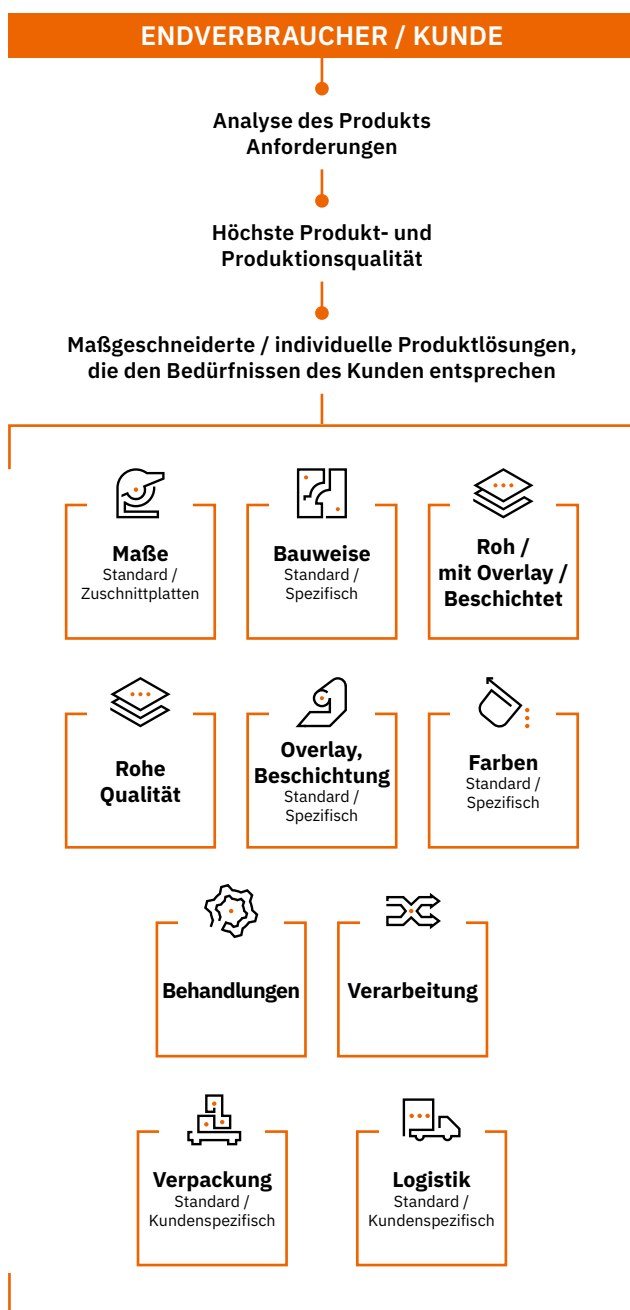 ENDVERBRAUCHER / KUNDE
Analyse des Produkts
Anforderungen
Höchste Produkt- und
Produktionsqualität
Maßgeschneiderte / individuelle Produktlösungen,
die den Bedürfnissen des Kunden entsprechen
Maße
Standard /
Zuschnittplatten
Bauweise
Standard /
Spezifisch
Roh /
mit Overlay /
Beschichtet
Rohe
Qualität
Overlay,
Beschichtung
Standard /
Spezifisch
Farben
Standard /
Spezifisch
Behandlungen
Verarbeitung
Verpackung
Standard /
Kundenspezifisch
Logistik
Standard /
Kundenspezifisch